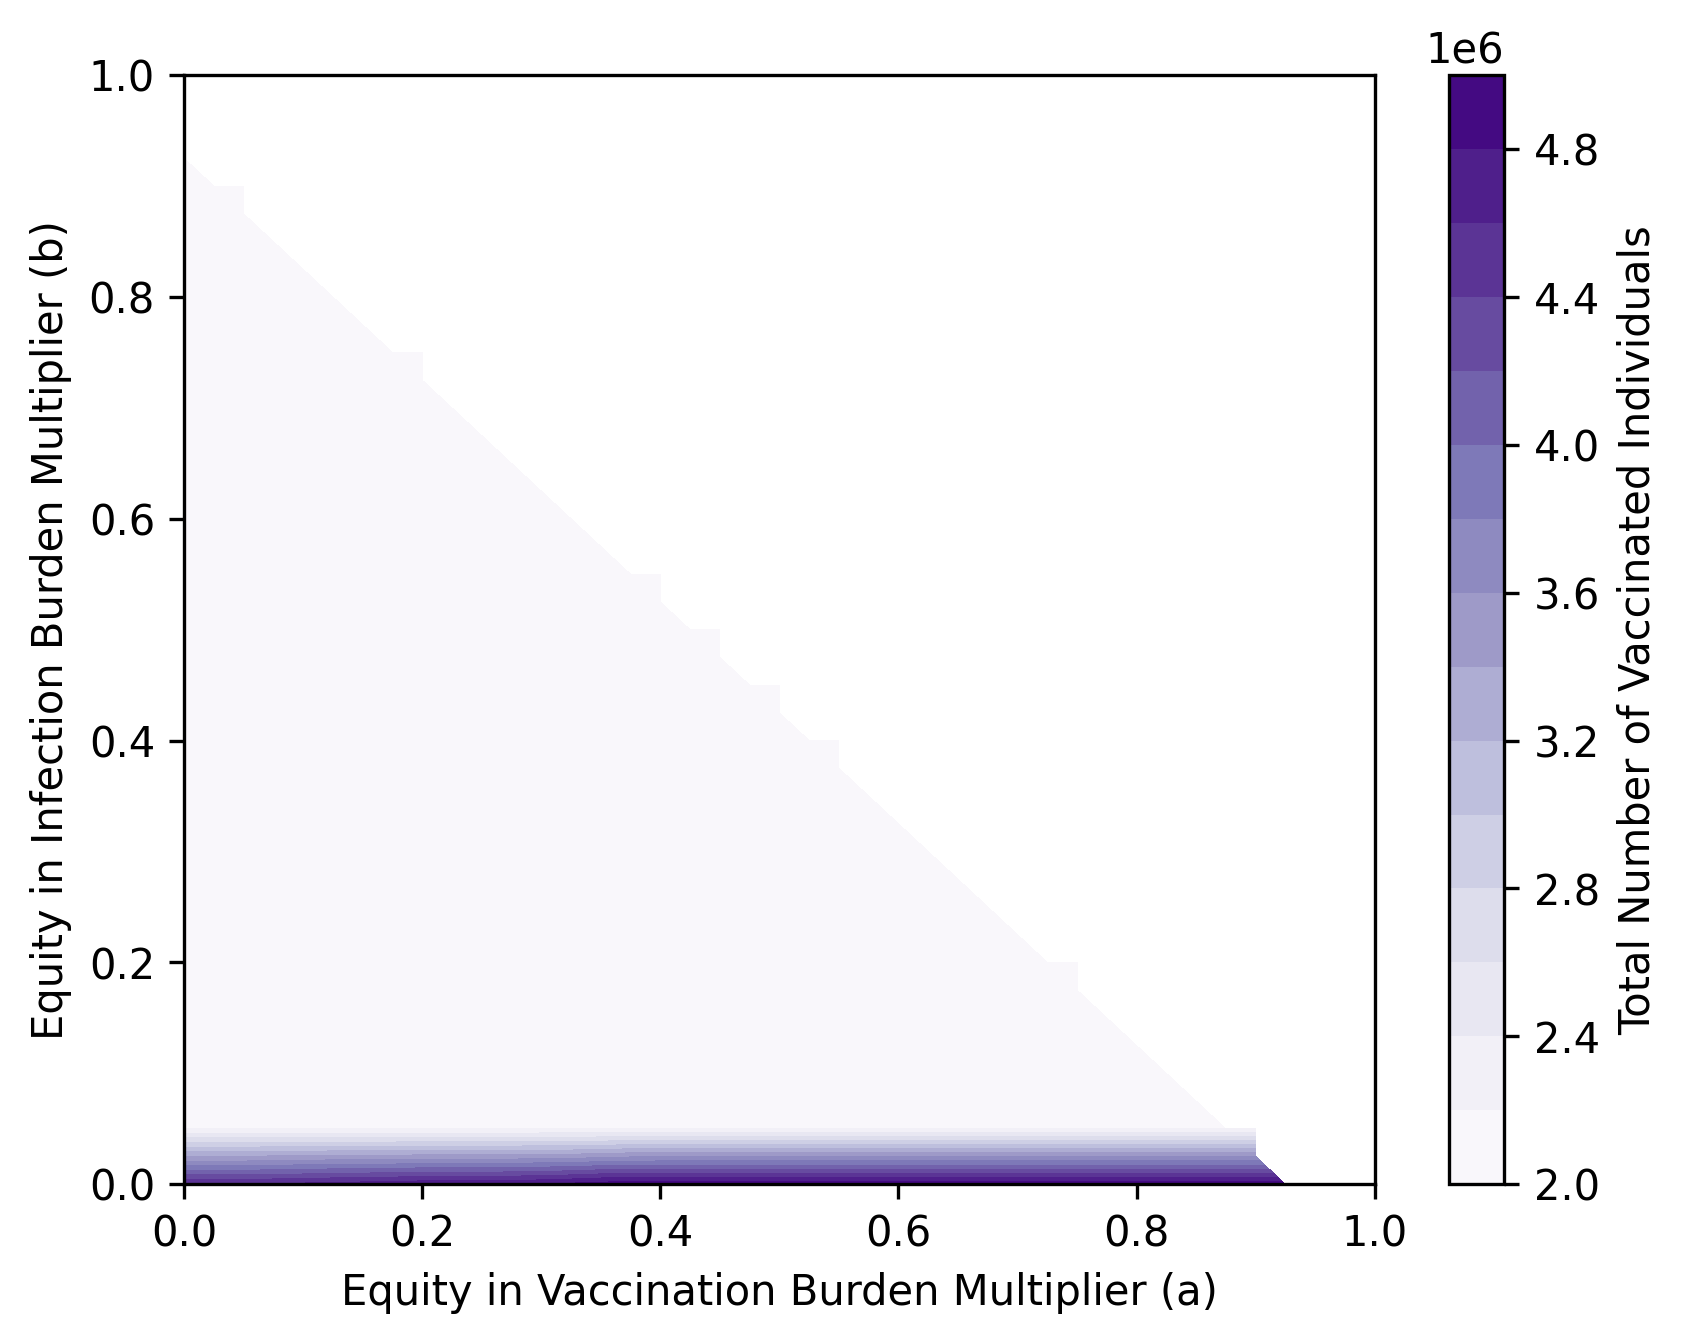 1e6
1.0
0.8
0.6
0.4
0.2
0.0
Equity in Infection Burden Multiplier (b)
0.0 0.2 0.4 0.6 0.8 1.0
Equity in Vaccination Burden Multiplier (a)
4.8
4.4
4.0
3.6
3.2
2.8
2.4
2.0
Total Number of Vaccinated Individuals